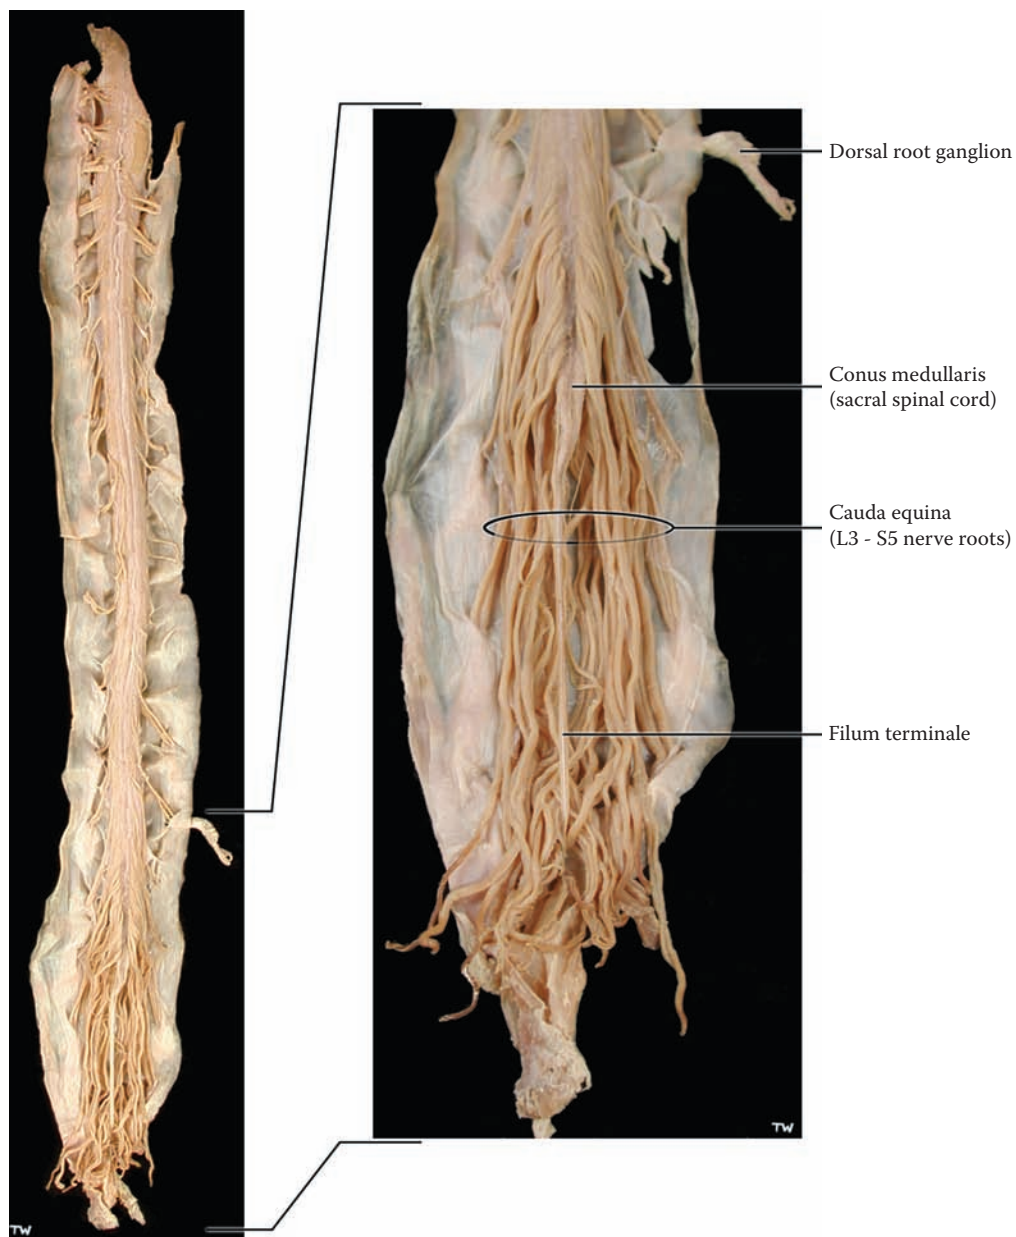 Dorsal root ganglion
Conus medullaris
(sacral spinal cord)
Cauda equina
(L3 - S5 nerve roots)
Filum terminale
TW
TW